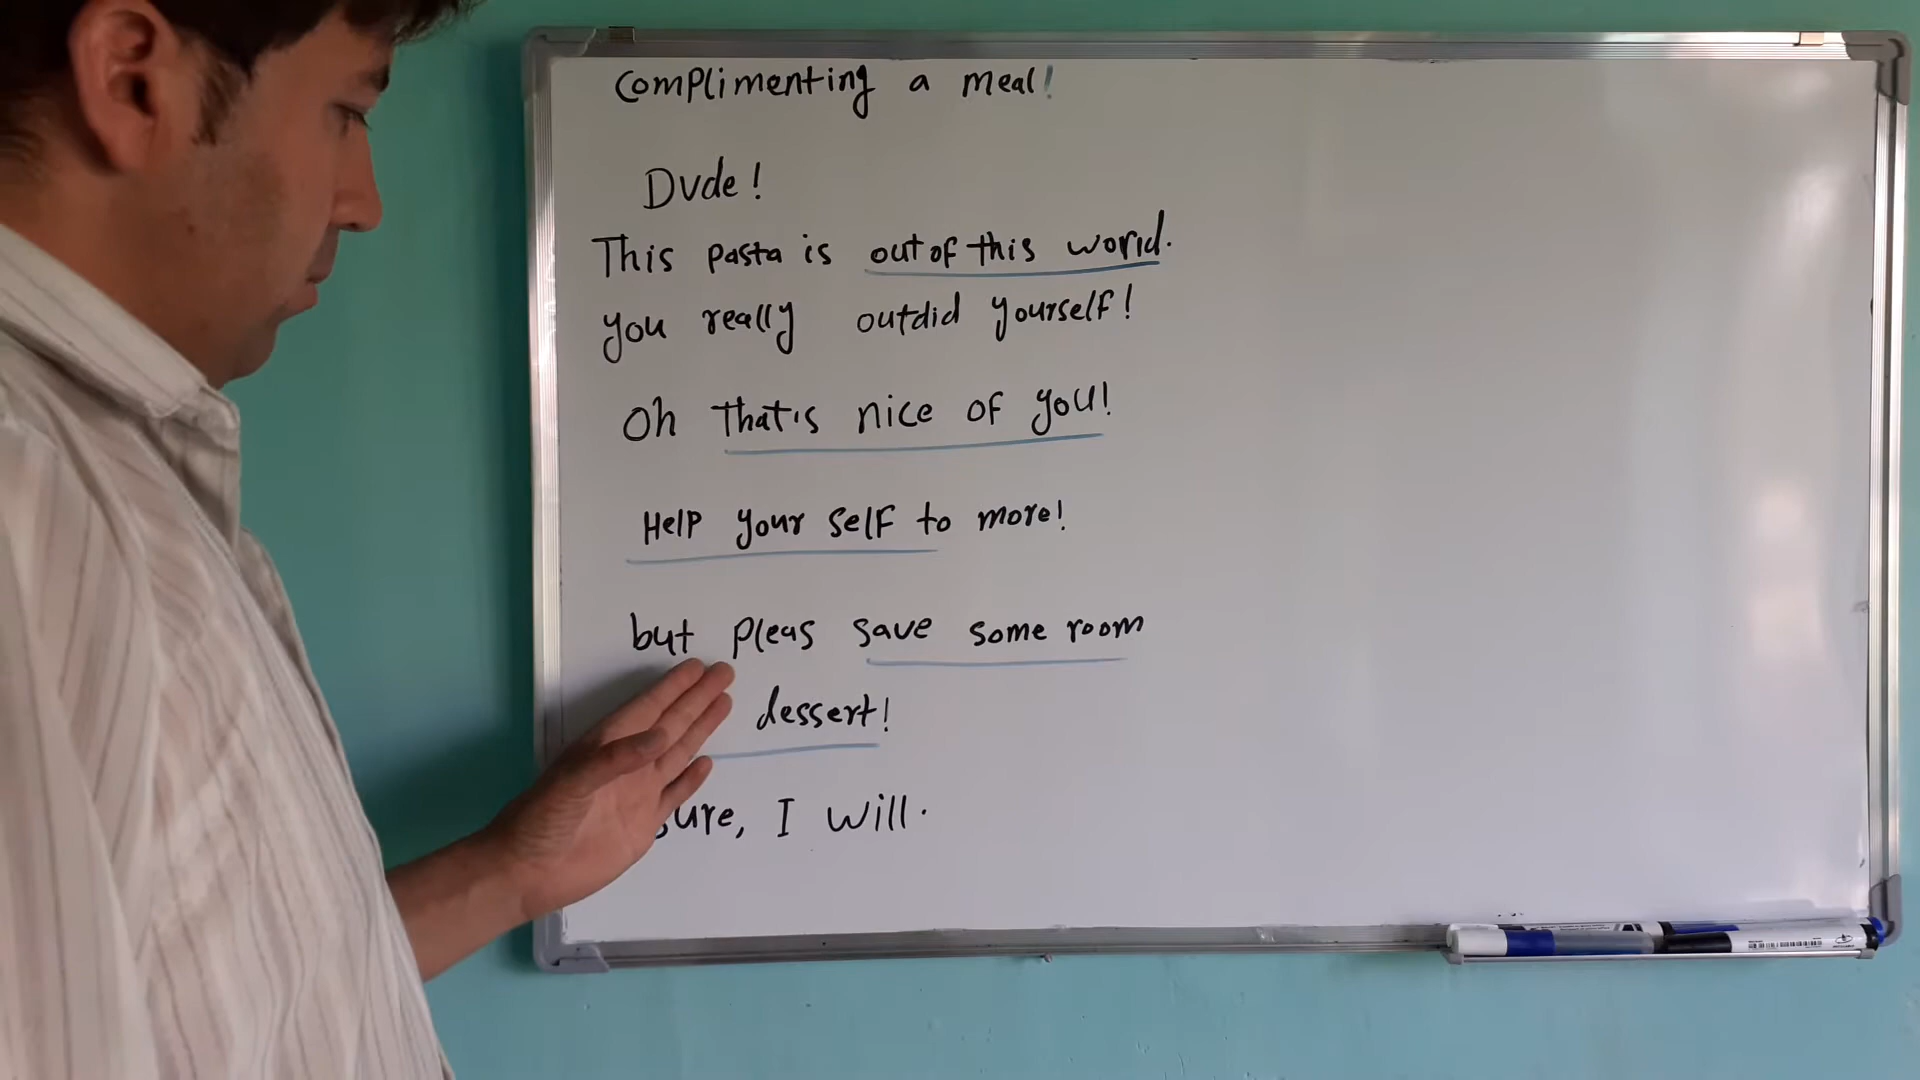 complimenting a meal!
Dude!
This pasta is out of this world.
you really outdid yourself!
Oh That's nice of you!
Help your self to more!
but pleas save some room
dessert!
sure, I will.